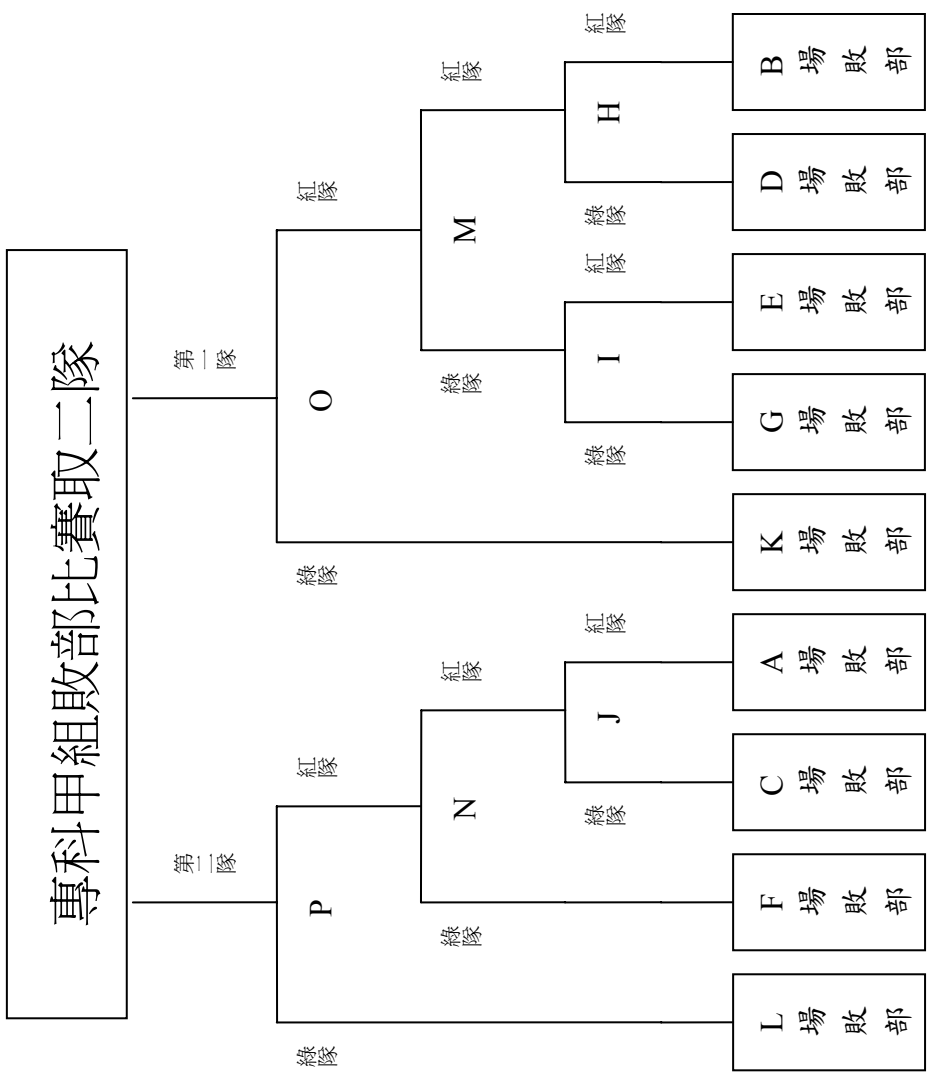 專科甲組敗部比賽取二隊
第二隊
第一隊
綠隊
P
紅隊
綠隊
O
紅隊
綠隊
N
紅隊
綠隊
M
紅隊
綠隊
J
紅隊
綠隊
I
紅隊
綠隊
H
紅隊
L場敗部
F場敗部
C場敗部
A場敗部
K場敗部
G場敗部
E場敗部
D場敗部
B場敗部